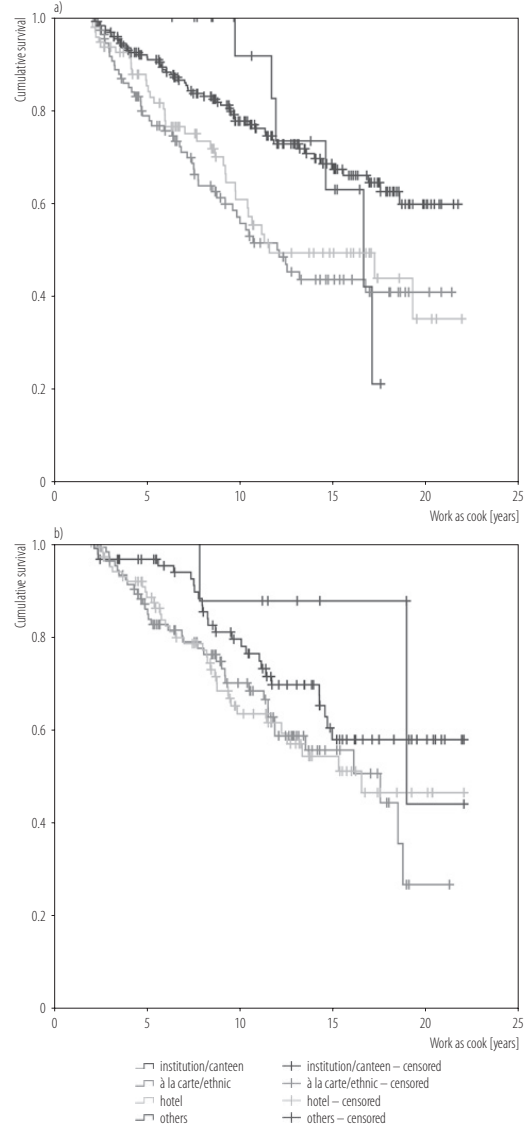 a)
Cumulative survival
1.0
0.8
0.6
0.4
0.2
0
0 5 10 15 20 25
Work as cook [years]
b)
Cumulative survival
1.0
0.8
0.6
0.4
0.2
0
0 5 10 15 20 25
Work as cook [years]
institution/canteen institution/canteen – censored
à la carte/ethnic à la carte/ethnic – censored
hotel hotel – censored
others others – censored